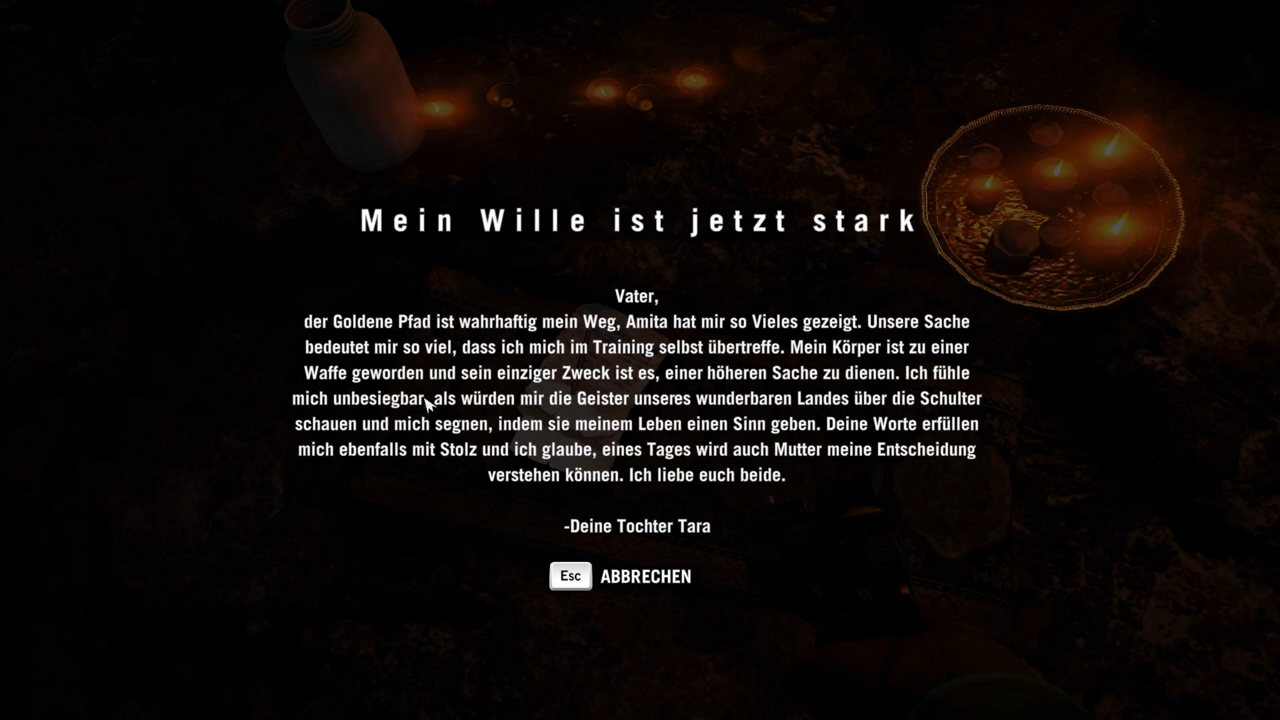 Mein Wille ist jetzt stark
Vater,
der Goldene Pfad ist wahrhaftig mein Weg, Amita hat mir so Vieles gezeigt. Unsere Sache
bedeutet mir so viel, dass ich mich im Training selbst übertreffe. Mein Körper ist zu einer
Waffe geworden und sein einziger Zweck ist es, einer höheren Sache zu dienen. Ich fühle
mich unbesiegbar, als würden mir die Geister unseres wunderbaren Landes über die Schulter
schauen und mich segnen, indem sie meinem Leben einen Sinn geben. Deine Worte erfüllen
mich ebenfalls mit Stolz und ich glaube, eines Tages wird auch Mutter meine Entscheidung
verstehen können. Ich liebe euch beide.
-Deine Tochter Tara
Esc ABBRECHEN